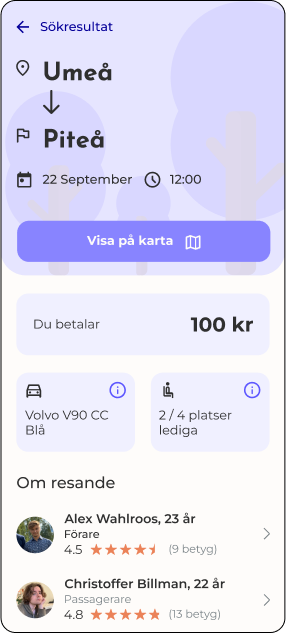 Sökresultat
Umeå
Piteå
22 September 12:00
Visa på karta
Du betalar 100 kr
Volvo V90 CC
Blå
2 / 4 platser
lediga
Om resande
Alex Wahlroos, 23 år
Förare
4.5 (9 betyg)
Christoffer Billman, 22 år
Passagerare
4.8 (13 betyg)